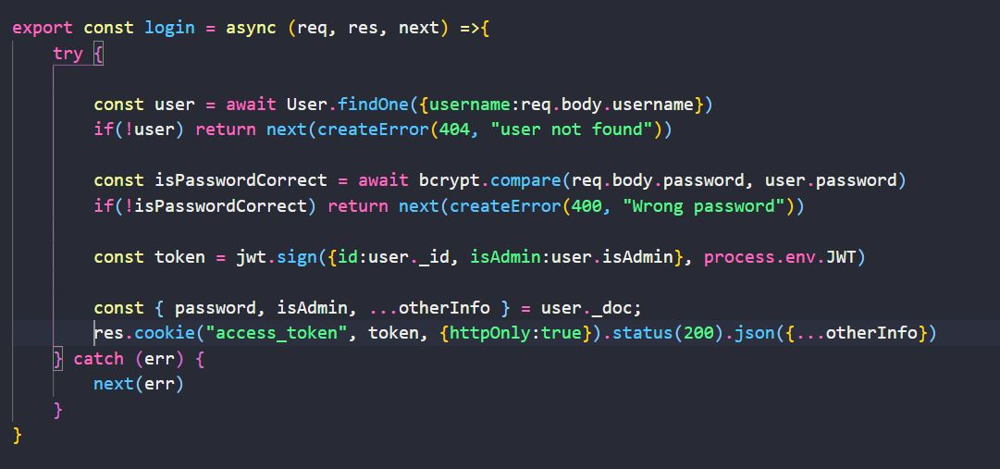 export const login = async (req, res, next) =>{
try {
const user = await User.findOne({username:req.body.username})
if(!user) return next(createError(404, "user not found"))
const isPasswordCorrect = await bcrypt.compare(req.body.password, user.password)
if(!isPasswordCorrect) return next(createError(400, "Wrong password"))
const token = jwt.sign({id:user._id, isAdmin:user.isAdmin}, process.env.JWT)
const { password, isAdmin, ...otherInfo } = user._doc;
res.cookie("access_token", token, {httpOnly:true}).status(200).json({...otherInfo})
} catch (err) {
next(err)
}
}